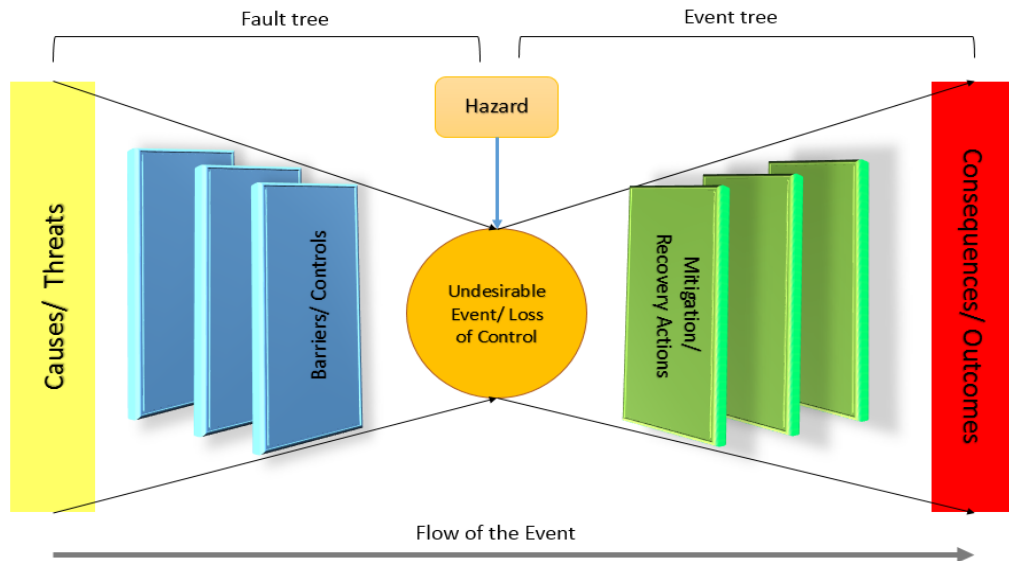 Fault tree
Event tree
Hazard
Causes/ Threats
Barriers/ Controls
Undesirable
Event/ Loss
of Control
Mitigation/
Recovery Actions
Consequences/ Outcomes
Flow of the Event